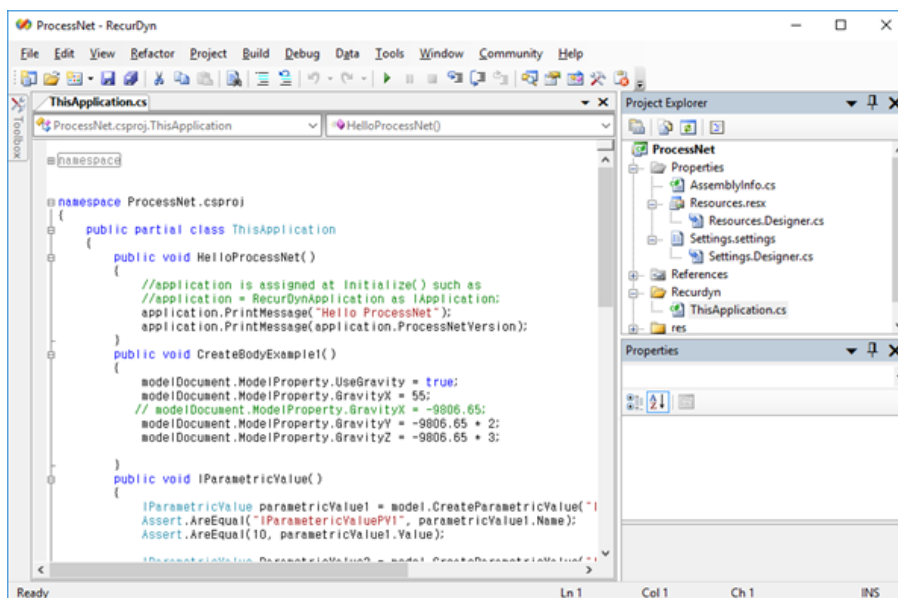 ProcessNet - RecurDyn
File Edit View Refactor Project Build Debug Data Tools Window Community Help
Toolbox
ThisApplication.cs
ProcessNet.csproj.ThisApplication
HelloProcessNet()
namespace
namespace ProcessNet.csproj
{
public partial class ThisApplication
{
public void HelloProcessNet()
{
//application is assigned at Initialize() such as
//application = RecurDynApplication as IApplication;
application.PrintMessage("Hello ProcessNet");
application.PrintMessage(application.ProcessNetVersion);
}
public void CreateBodyExample1()
{
modelDocument.ModelProperty.UseGravity = true;
modelDocument.ModelProperty.GravityX = 55;
// modelDocument.ModelProperty.GravityX = -9806.65;
modelDocument.ModelProperty.GravityY = -9806.65 * 2;
modelDocument.ModelProperty.GravityZ = -9806.65 * 3;
}
public void IParametricValue()
{
IParametricValue parametricValue1 = model.CreateParametricValue("I
Assert.AreEqual("IParametericValuePV1", parametricValue1.Name);
Assert.AreEqual(10, parametricValue1.Value);
Project Explorer
ProcessNet
Properties
AssemblyInfo.cs
Resources.resx
Resources.Designer.cs
Settings.settings
Settings.Designer.cs
References
Recurdyn
ThisApplication.cs
res
Properties
Ready
Ln 1
Col 1
Ch 1
INS